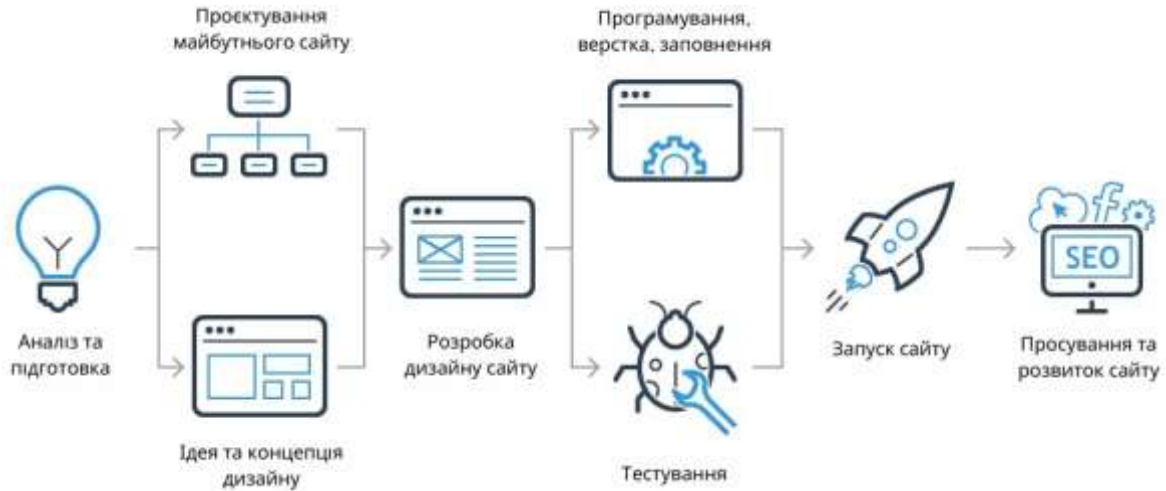 Проєктування
майбутнього сайту
Програмування,
верстка, заповнення
SEO
Аналіз та
підготовка
Розробка
дизайну сайту
Запуск сайту
Просування та
розвиток сайту
Ідея та концепція
дизайну
Тестування